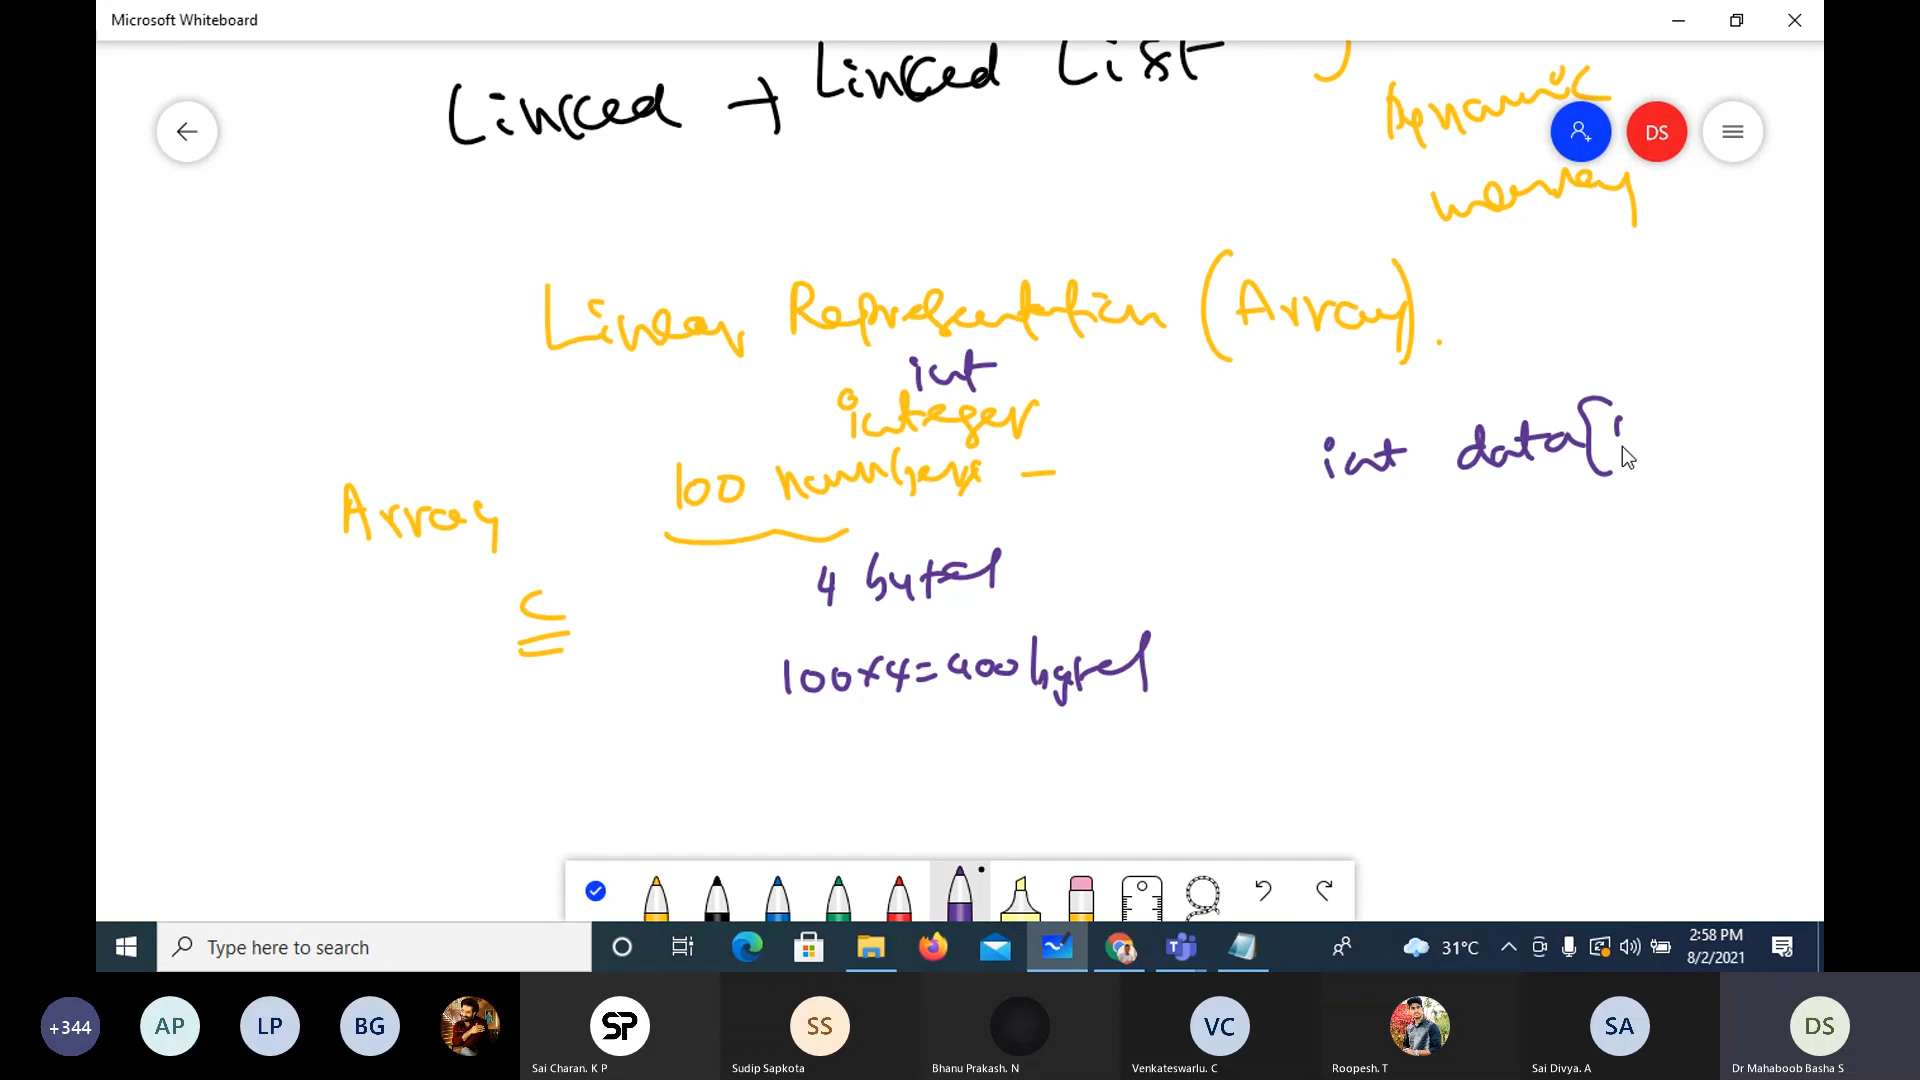 Microsoft Whiteboard
Linked → Linked List
Dynamic
DS
memory
Linear Representation (Array).
int
integer
int data[1
100 numbers -
Array
4 bytes
C
100×4=400 bytes
Type here to search
31°C
2:58 PM
8/2/2021
+344
AP
LP
BG
SP
SS
VC
SA
DS
Sai Charan. K P
Sudip Sapkota
Bhanu Prakash. N
Venkateswarlu. C
Roopesh. T
Sai Divya. A
Dr Mahaboob Basha S